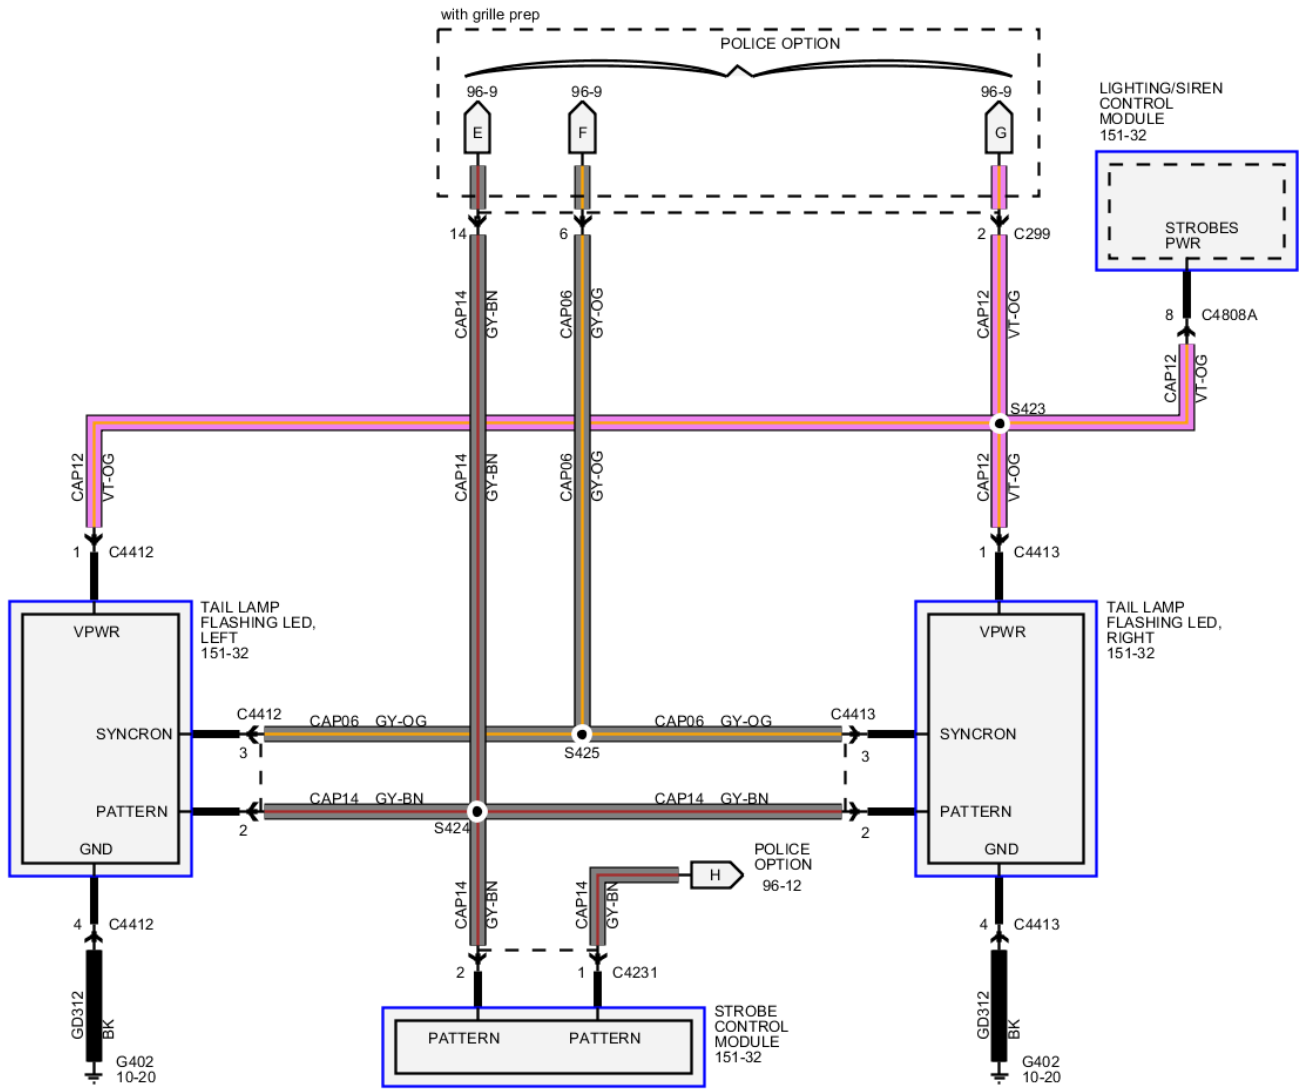 with grille prep
POLICE OPTION
96-9
96-9
96-9
E
F
G
LIGHTING/SIREN
CONTROL
MODULE
151-32
STROBES
PWR
14
6
2
C299
8
C4808A
CAP14
GY-BN
CAP06
GY-OG
CAP12
VT-OG
CAP12
VT-OG
S423
CAP12
VT-OG
CAP14
GY-BN
CAP06
GY-OG
CAP12
VT-OG
1
C4412
1
C4413
TAIL LAMP
FLASHING LED,
LEFT
151-32
VPWR
TAIL LAMP
FLASHING LED,
RIGHT
151-32
VPWR
C4412
CAP06
GY-OG
CAP06
GY-OG
C4413
SYNCRON
3
S425
3
SYNCRON
CAP14
GY-BN
CAP14
GY-BN
PATTERN
2
S424
2
PATTERN
GND
GND
POLICE
OPTION
H
96-12
CAP14
GY-BN
CAP14
GY-BN
4
C4412
4
C4413
2
1
C4231
GD312
BK
GD312
BK
PATTERN
PATTERN
STROBE
CONTROL
MODULE
151-32
G402
10-20
G402
10-20